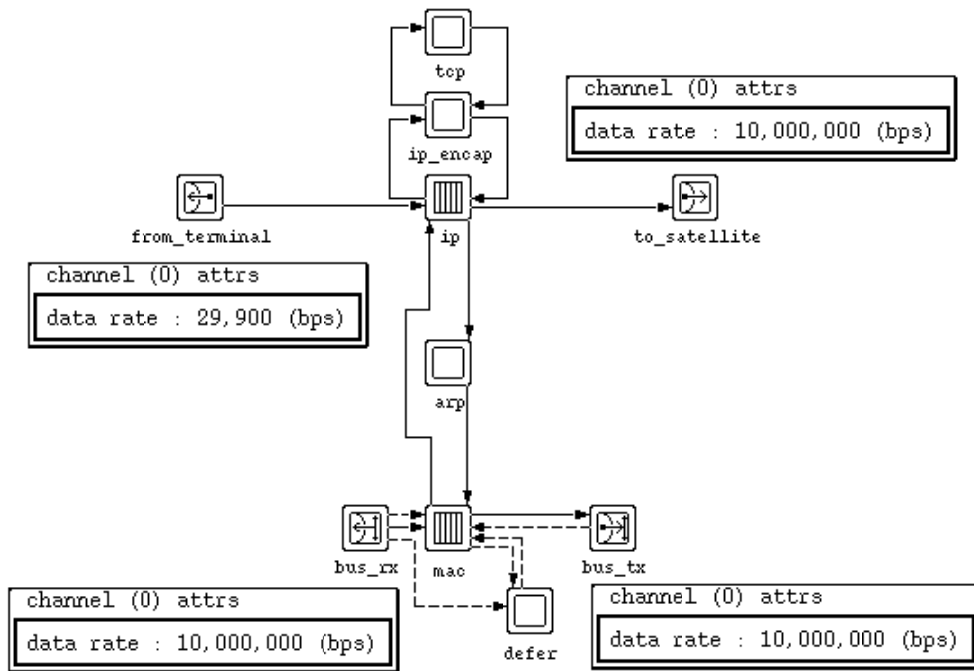 tcp
channel (0) attrs
data rate : 10,000,000 (bps)
ip_encap
from_terminal
ip
to_satellite
channel (0) attrs
data rate : 29,900 (bps)
arp
bus_rx
mac
bus_tx
channel (0) attrs
data rate : 10,000,000 (bps)
defer
channel (0) attrs
data rate : 10,000,000 (bps)